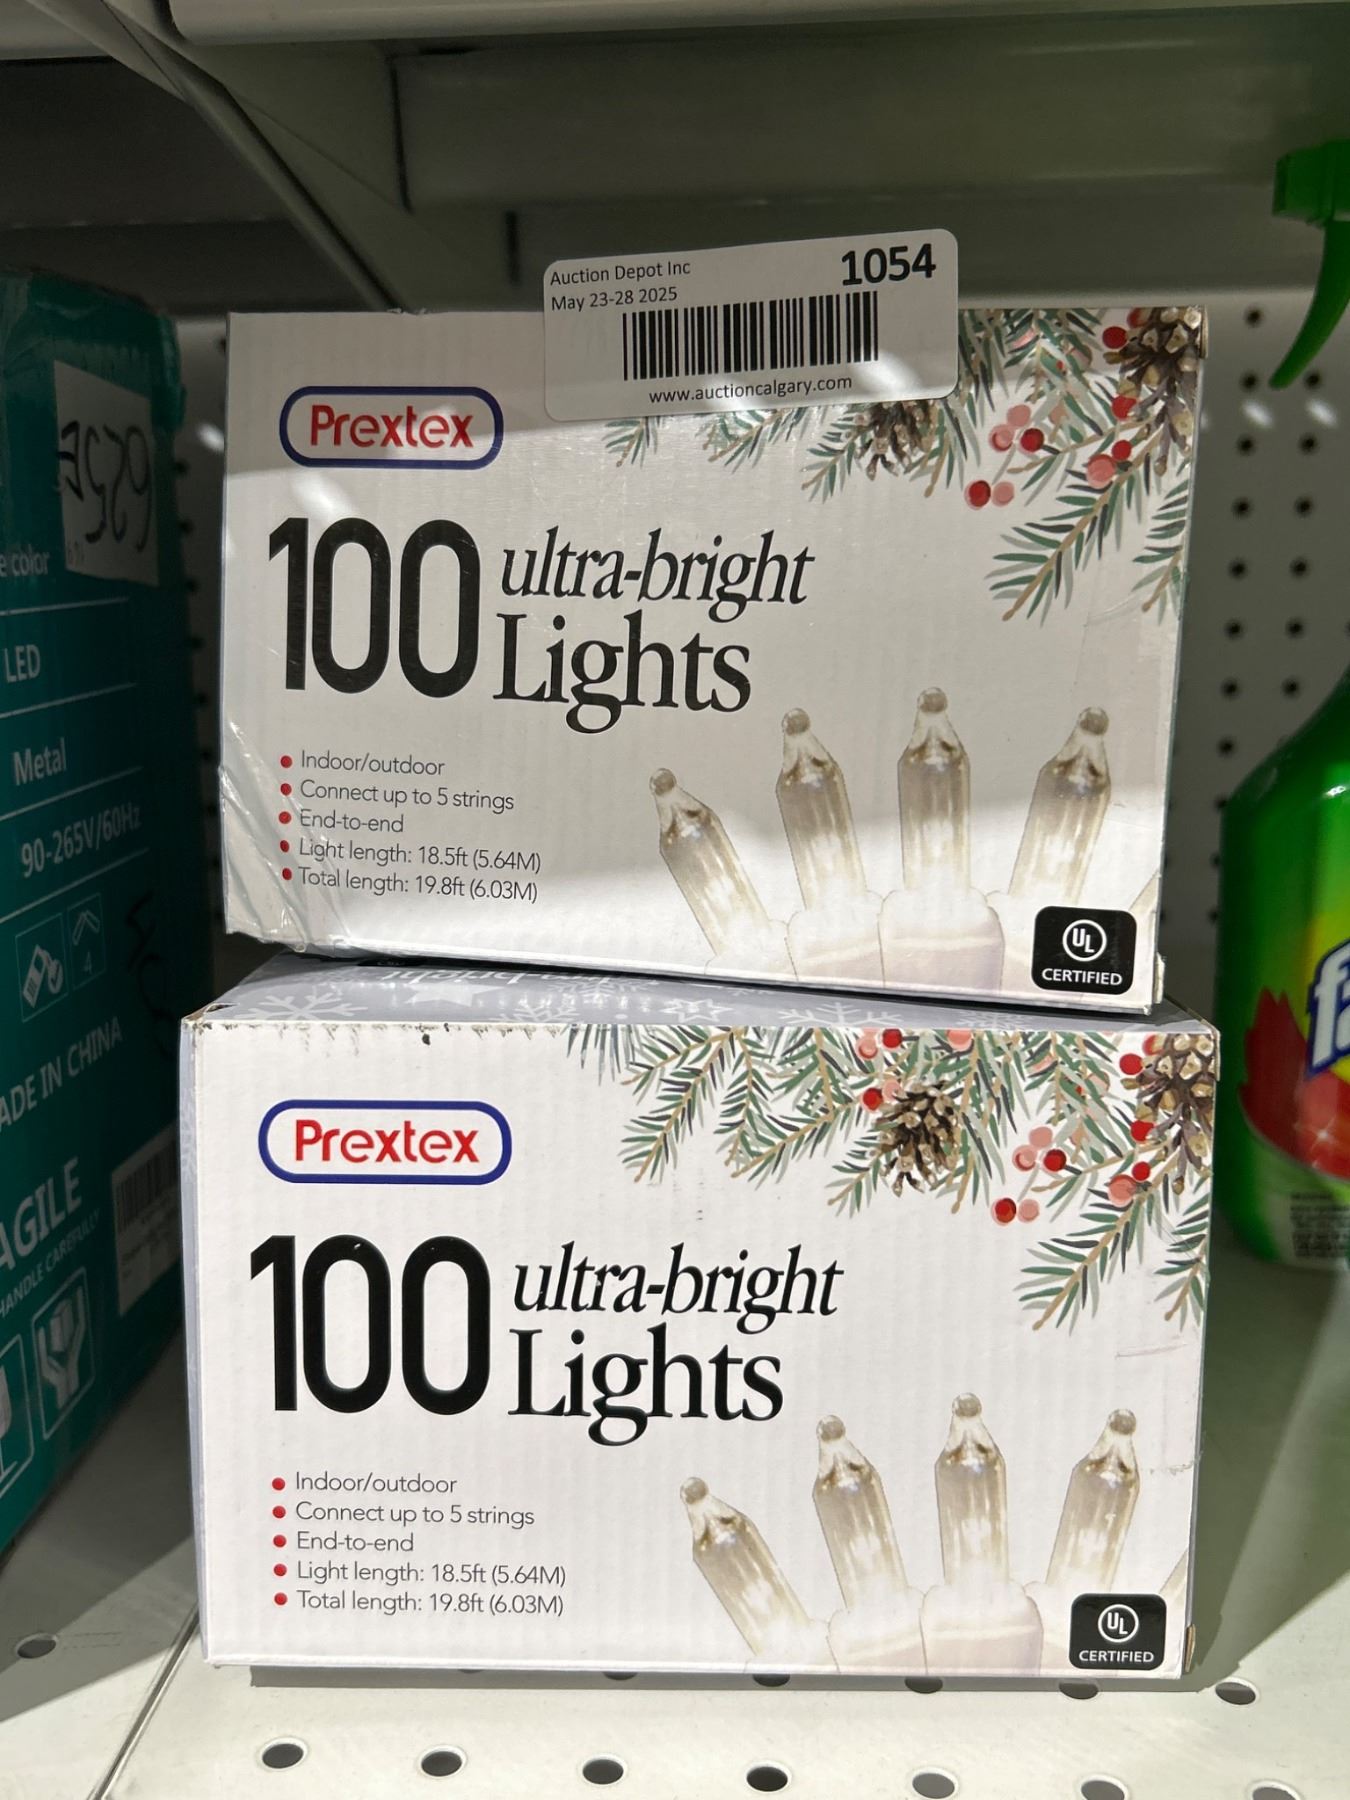 Auction Depot Inc
1054
May 23-28 2025
www.auctioncalgary.com
Prextex
100 ultra-bright
Lights
Indoor/outdoor
Connect up to 5 strings
End-to-end
Light length: 18.5ft (5.64M)
Total length: 19.8ft (6.03M)
UL
CERTIFIED
Prextex
100 ultra-bright
Lights
Indoor/outdoor
Connect up to 5 strings
End-to-end
Light length: 18.5ft (5.64M)
Total length: 19.8ft (6.03M)
UL
CERTIFIED
color
LED
Metal
90-265V/60Hz
4
IN CHINA
HANDLE CAREFULLY